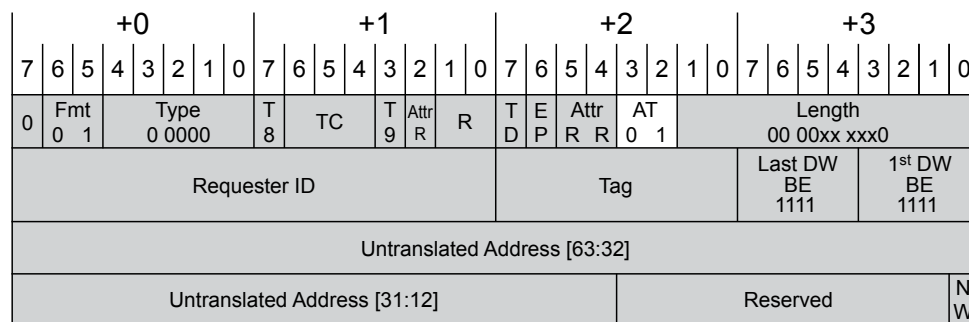 +0 +1 +2 +3
7 6 5 4 3 2 1 0 7 6 5 4 3 2 1 0 7 6 5 4 3 2 1 0 7 6 5 4 3 2 1 0
0 Fmt Type T TC T Attr R T E Attr AT Length
0 1 0 0000 8 9 R D P R R 0 1 00 00xx xxx0
Requester ID Tag Last DW 1st DW
BE BE
1111 1111
Untranslated Address [63:32]
Untranslated Address [31:12] Reserved N
W